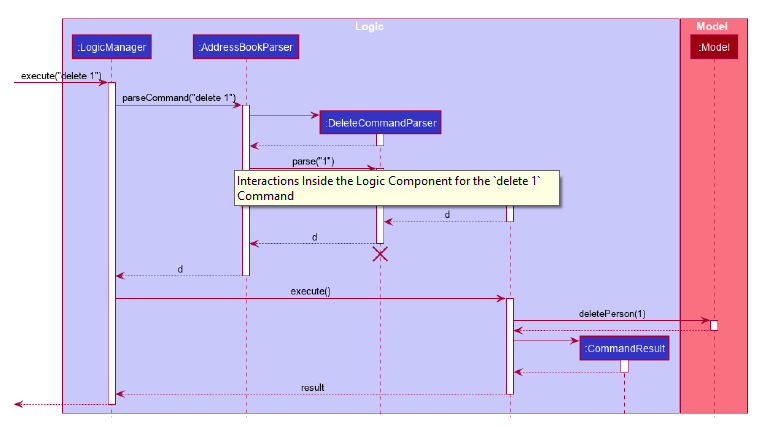 Logic
Model
:LogicManager
:AddressBookParser
:Model
execute("delete 1")
parseCommand("delete 1")
:DeleteCommandParser
parse("1")
Interactions Inside the Logic Component for the `delete 1`
Command
d
d
d
execute()
deletePerson(1)
:CommandResult
result